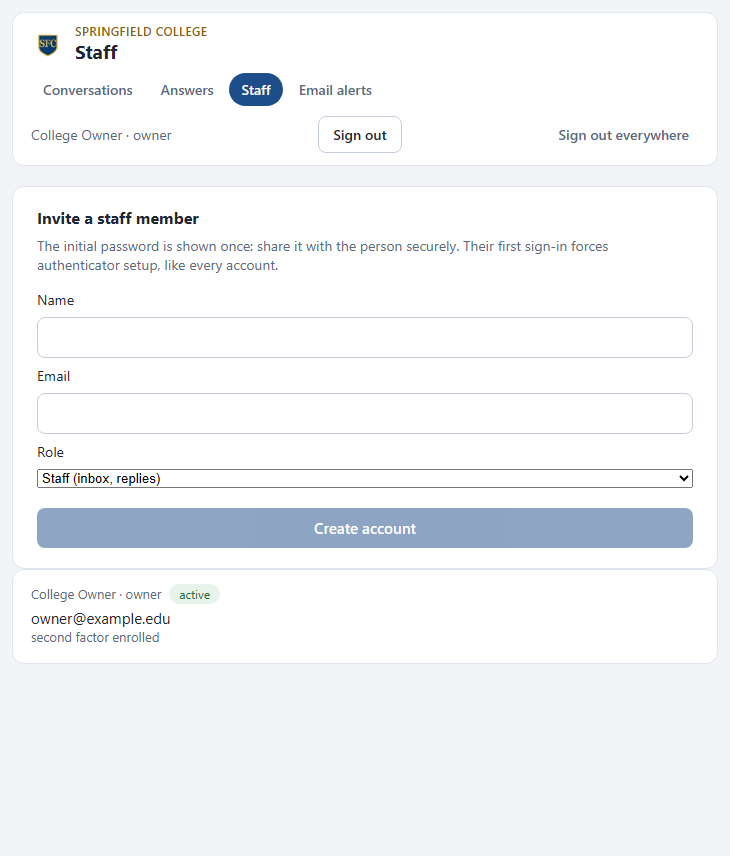 SFC
SPRINGFIELD COLLEGE
Staff
Conversations Answers Staff Email alerts
College Owner · owner Sign out Sign out everywhere
Invite a staff member
The initial password is shown once: share it with the person securely. Their first sign-in forces
authenticator setup, like every account.
Name
Email
Role
Staff (inbox, replies)
Create account
College Owner · owner active
owner@example.edu
second factor enrolled